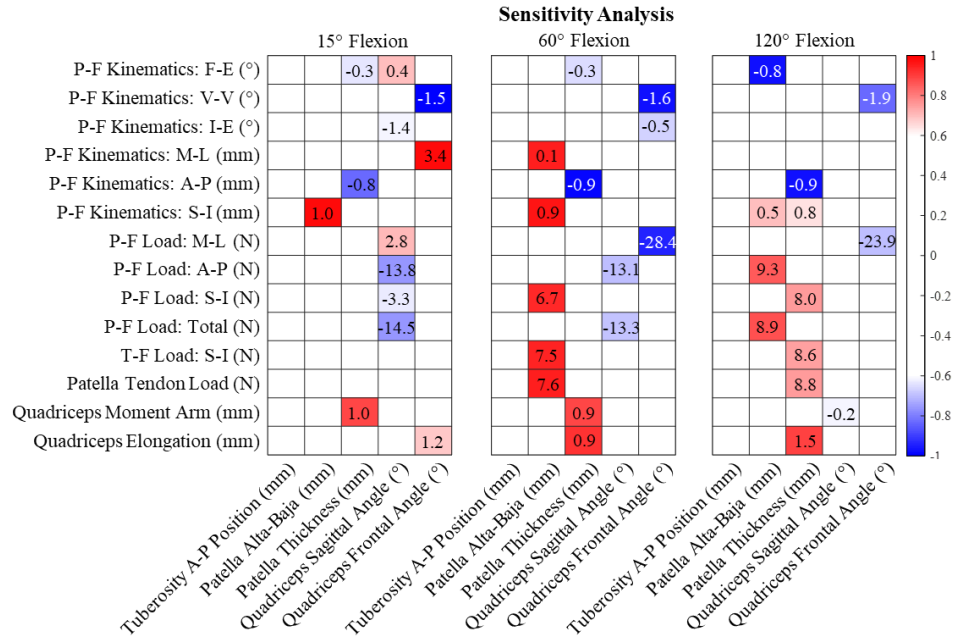 Sensitivity Analysis
15° Flexion 60° Flexion 120° Flexion
P-F Kinematics: F-E (°) -0.3 0.4 -0.3 -0.8
P-F Kinematics: V-V (°) -1.5 -1.6 -1.9
P-F Kinematics: I-E (°) -1.4 -0.5
P-F Kinematics: M-L (mm) 3.4 0.1
P-F Kinematics: A-P (mm) -0.8 -0.9 -0.9
P-F Kinematics: S-I (mm) 1.0 0.9 0.5 0.8
P-F Load: M-L (N) 2.8 -28.4 -23.9
P-F Load: A-P (N) -13.8 -13.1 9.3
P-F Load: S-I (N) -3.3 6.7 8.0
P-F Load: Total (N) -14.5 -13.3 8.9
T-F Load: S-I (N) 7.5 8.6
Patella Tendon Load (N) 7.6 8.8
Quadriceps Moment Arm (mm) 1.0 0.9 -0.2
Quadriceps Elongation (mm) 1.2 0.9 1.5
Tuberosity A-P Position (mm)
Patella Alta-Baja (mm)
Patella Thickness (mm)
Quadriceps Sagittal Angle (°)
Quadriceps Frontal Angle (°)
Tuberosity A-P Position (mm)
Patella Alta-Baja (mm)
Patella Thickness (mm)
Quadriceps Sagittal Angle (°)
Quadriceps Frontal Angle (°)
Tuberosity A-P Position (mm)
Patella Alta-Baja (mm)
Patella Thickness (mm)
Quadriceps Sagittal Angle (°)
Quadriceps Frontal Angle (°)
1
0.8
0.6
0.4
0.2
0
-0.2
-0.4
-0.6
-0.8
-1